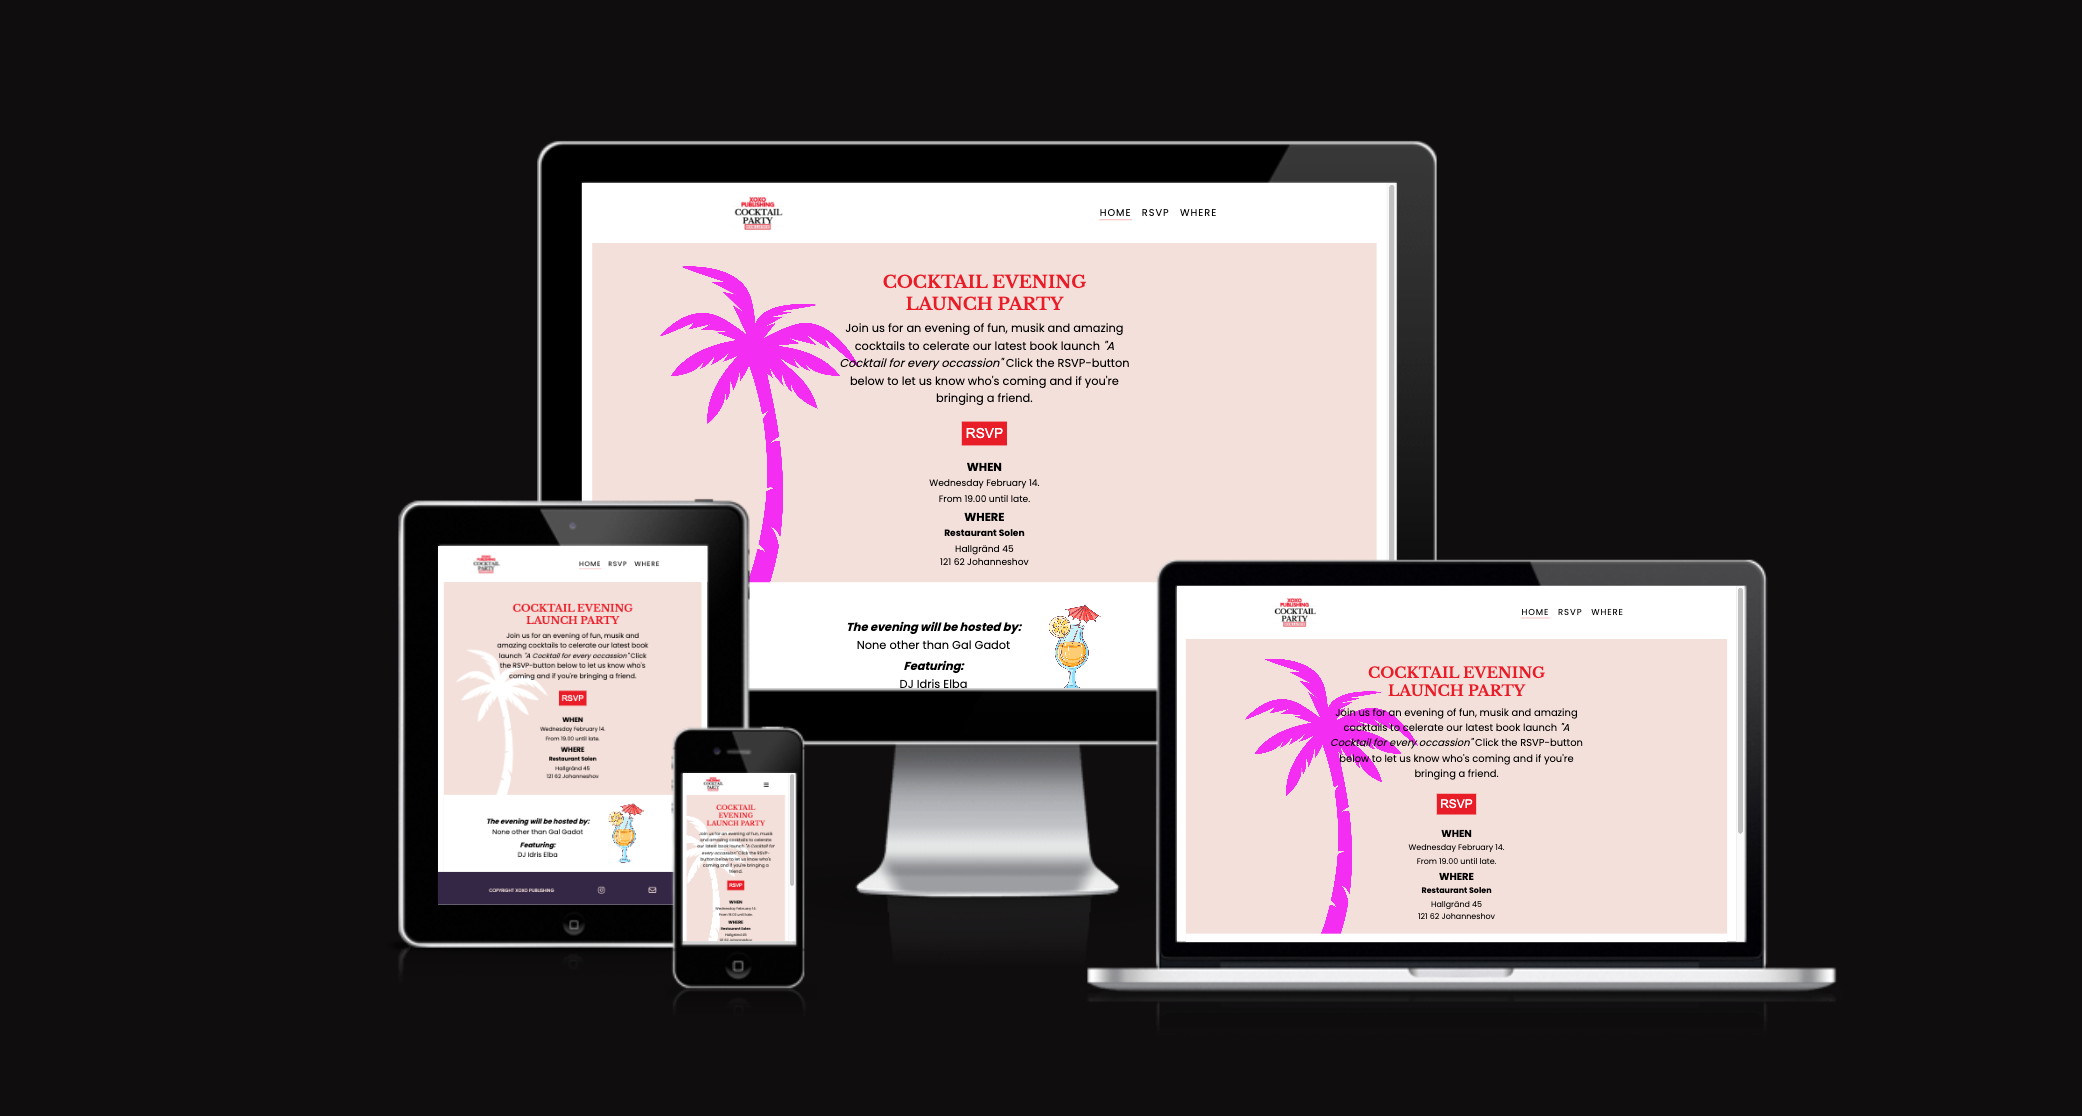 XOXO
PUBLISHING
COCKTAIL
PARTY
HOME RSVP WHERE
COCKTAIL EVENING
LAUNCH PARTY
Join us for an evening of fun, musik and amazing
cocktails to celerate our latest book launch "A
Cocktail for every occassion" Click the RSVP-button
below to let us know who's coming and if you're
bringing a friend.
RSVP
WHEN
Wednesday February 14.
From 19.00 until late.
WHERE
Restaurant Solen
Hallgränd 45
121 62 Johanneshov
The evening will be hosted by:
None other than Gal Gadot
Featuring:
DJ Idris Elba
XOXO
PUBLISHING
COCKTAIL
PARTY
HOME RSVP WHERE
COCKTAIL EVENING
LAUNCH PARTY
Join us for an evening of fun, musik and
amazing cocktails to celerate our latest book
launch "A Cocktail for every occassion" Click
the RSVP-button below to let us know who's
coming and if you're bringing a friend.
RSVP
WHEN
Wednesday February 14.
From 19.00 until late.
WHERE
Restaurant Solen
Hallgränd 45
121 62 Johanneshov
The evening will be hosted by:
None other than Gal Gadot
Featuring:
DJ Idris Elba
COPYRIGHT XOXO PUBLISHING
COCKTAIL
PARTY
COCKTAIL
EVENING
LAUNCH PARTY
Join us for an evening of fun, musik
and amazing cocktails to celerate
our latest book launch "A Cocktail for
every occassion" Click the RSVP-
button below to let us know who's
coming and if you're bringing a
friend.
RSVP
WHEN
Wednesday February 14.
From 19.00 until late.
WHERE
Restaurant Solen
Hallgränd 45
121 62 Johanneshov
XOXO
PUBLISHING
COCKTAIL
PARTY
HOME RSVP WHERE
COCKTAIL EVENING
LAUNCH PARTY
Join us for an evening of fun, musik and amazing
cocktails to celerate our latest book launch "A
Cocktail for every occassion" Click the RSVP-button
below to let us know who's coming and if you're
bringing a friend.
RSVP
WHEN
Wednesday February 14.
From 19.00 until late.
WHERE
Restaurant Solen
Hallgränd 45
121 62 Johanneshov